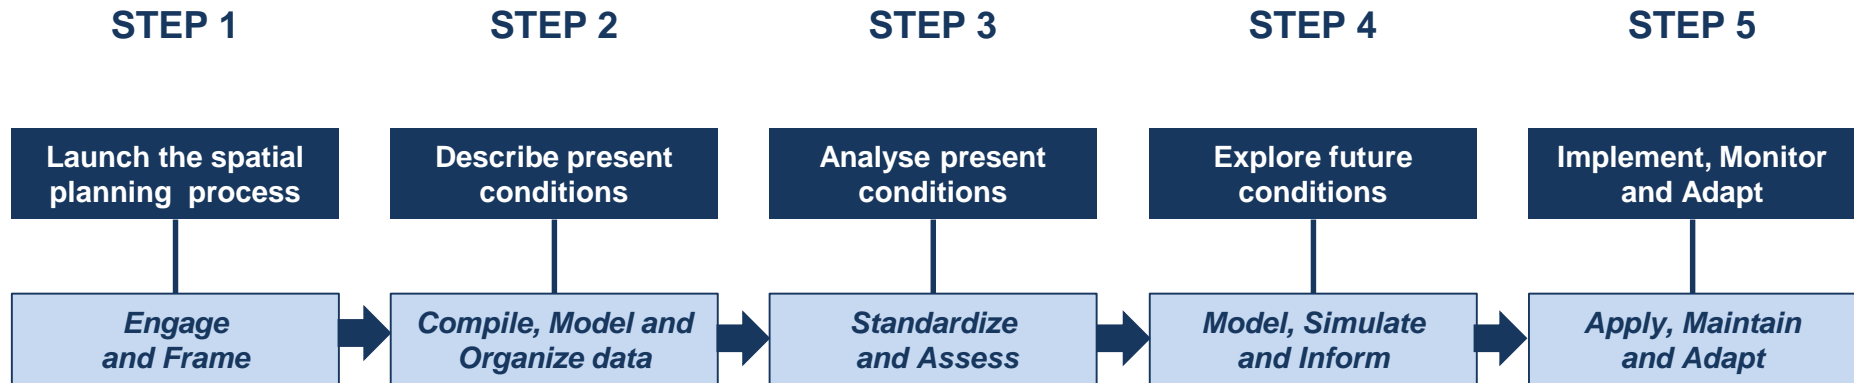 STEP 1
STEP 2
STEP 3
STEP 4
STEP 5
Launch the spatial
planning process
Describe present
conditions
Analyse present
conditions
Explore future
conditions
Implement, Monitor
and Adapt
Engage
and Frame
Compile, Model and
Organize data
Standardize
and Assess
Model, Simulate
and Inform
Apply, Maintain
and Adapt